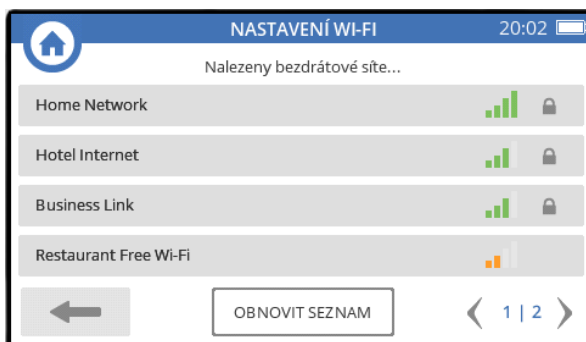 NASTAVENÍ WI-FI 20:02
Nalezeny bezdrátové síte...
Home Network
Hotel Internet
Business Link
Restaurant Free Wi-Fi
OBNOVIT SEZNAM 1 | 2